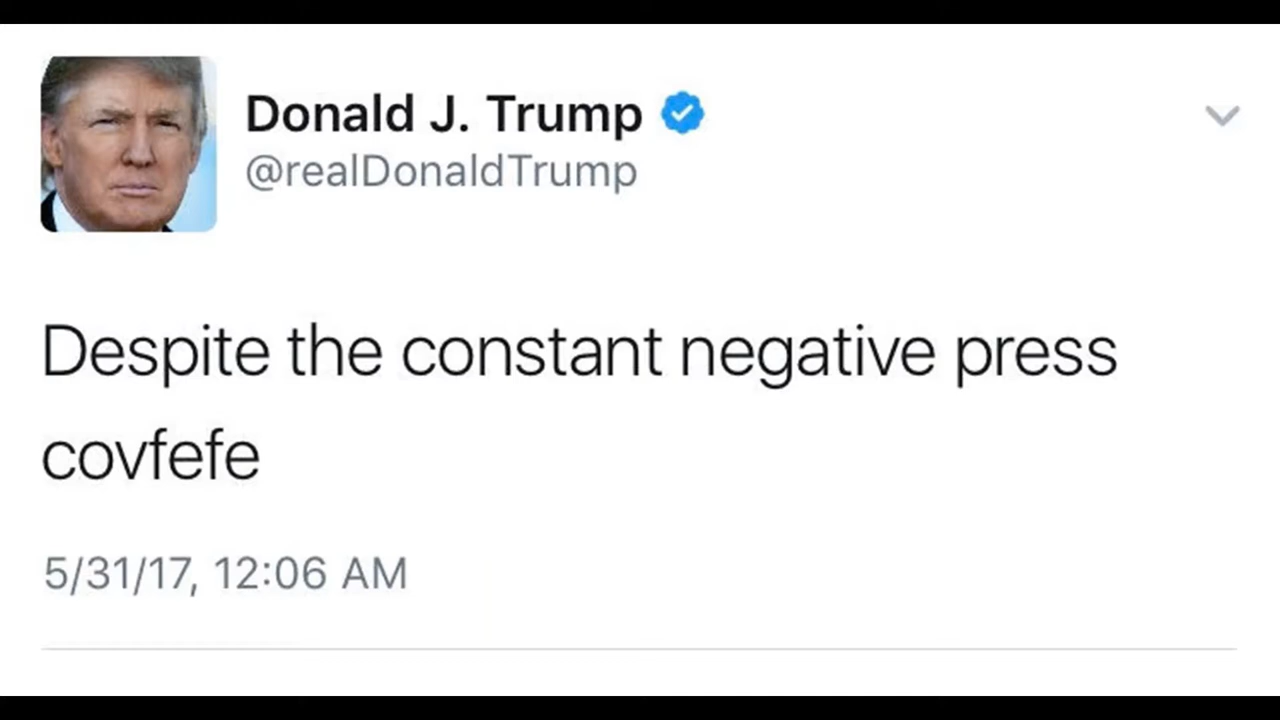 Donald J. Trump
@realDonaldTrump
Despite the constant negative press
covfefe
5/31/17, 12:06 AM